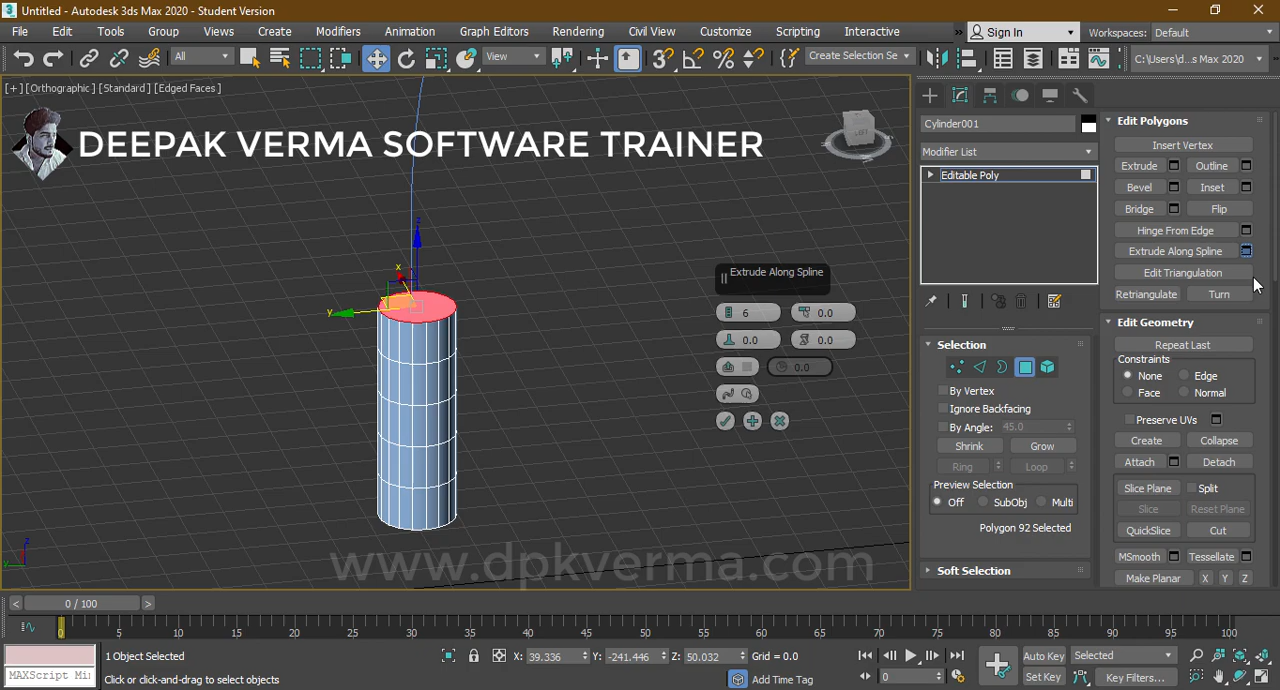 Untitled - Autodesk 3ds Max 2020 - Student Version
File Edit Tools Group Views Create Modifiers Animation Graph Editors Rendering Civil View Customize Scripting Interactive » Sign In Workspaces: Default
All View Create Selection Se C:\Users\d...s Max 2020
[+] [Orthographic] [Standard] [Edged Faces]
DEEPAK VERMA SOFTWARE TRAINER
LEFT
z
x
y
Extrude Along Spline
6 0.0
0.0 0.0
0.0
www.dpkverma.com
z
y
Cylinder001
Modifier List
Editable Poly
Selection
By Vertex
Ignore Backfacing
By Angle: 45.0
Shrink Grow
Ring Loop
Preview Selection
Off SubObj Multi
Polygon 92 Selected
Soft Selection
Edit Polygons
Insert Vertex
Extrude Outline
Bevel Inset
Bridge Flip
Hinge From Edge
Extrude Along Spline
Edit Triangulation
Retriangulate Turn
Edit Geometry
Repeat Last
Constraints
None Edge
Face Normal
Preserve UVs
Create Collapse
Attach Detach
Slice Plane Split
Slice Reset Plane
QuickSlice Cut
MSmooth Tessellate
Make Planar X Y Z
< 0 / 100 >
0 5 10 15 20 25 30 35 40 45 50 55 60 65 70 75 80 85 90 95 100
1 Object Selected X: 39.336 Y: -241.446 Z: 50.032 Grid = 0.0 Auto Key Selected
MAXScript Mi Click or click-and-drag to select objects Add Time Tag 0 Set Key Key Filters...